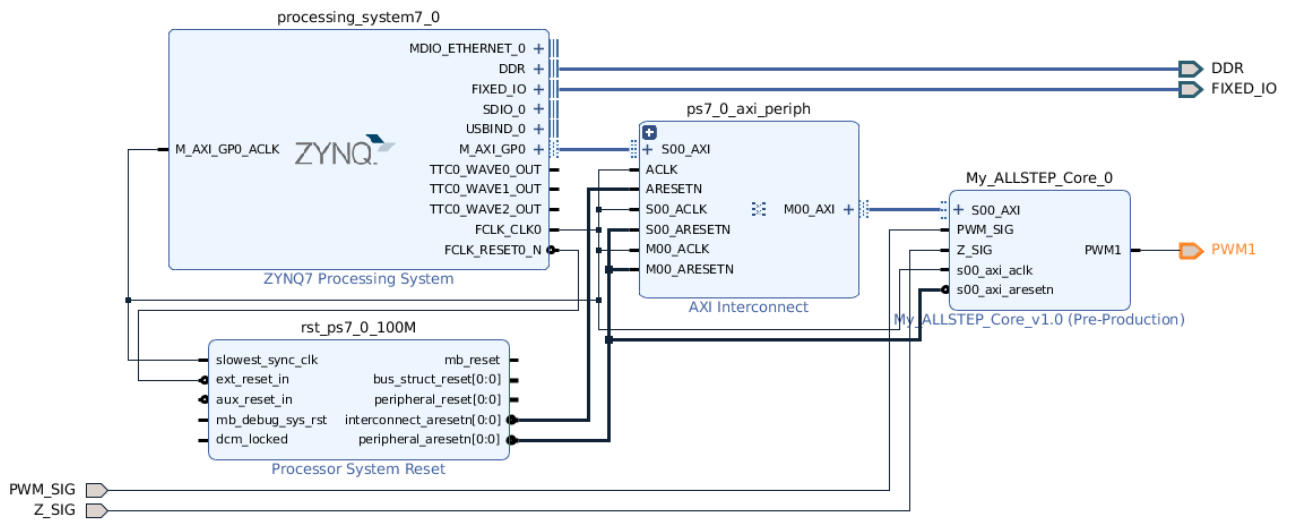 processing_system7_0
MDIO_ETHERNET_0
DDR
FIXED_IO
SDIO_0
USBIND_0
M_AXI_GP0
TTC0_WAVE0_OUT
TTC0_WAVE1_OUT
TTC0_WAVE2_OUT
FCLK_CLK0
FCLK_RESET0_N
M_AXI_GP0_ACLK
ZYNQ
ZYNQ7 Processing System
DDR
FIXED_IO
ps7_0_axi_periph
S00_AXI
ACLK
ARESETN
S00_ACLK
S00_ARESETN
M00_ACLK
M00_ARESETN
M00_AXI
AXI Interconnect
My_ALLSTEP_Core_0
S00_AXI
PWM_SIG
Z_SIG
s00_axi_aclk
s00_axi_aresetn
PWM1
My_ALLSTEP_Core_v1.0 (Pre-Production)
PWM1
rst_ps7_0_100M
slowest_sync_clk
ext_reset_in
aux_reset_in
mb_debug_sys_rst
dcm_locked
mb_reset
bus_struct_reset[0:0]
peripheral_reset[0:0]
interconnect_aresetn[0:0]
peripheral_aresetn[0:0]
Processor System Reset
PWM_SIG
Z_SIG